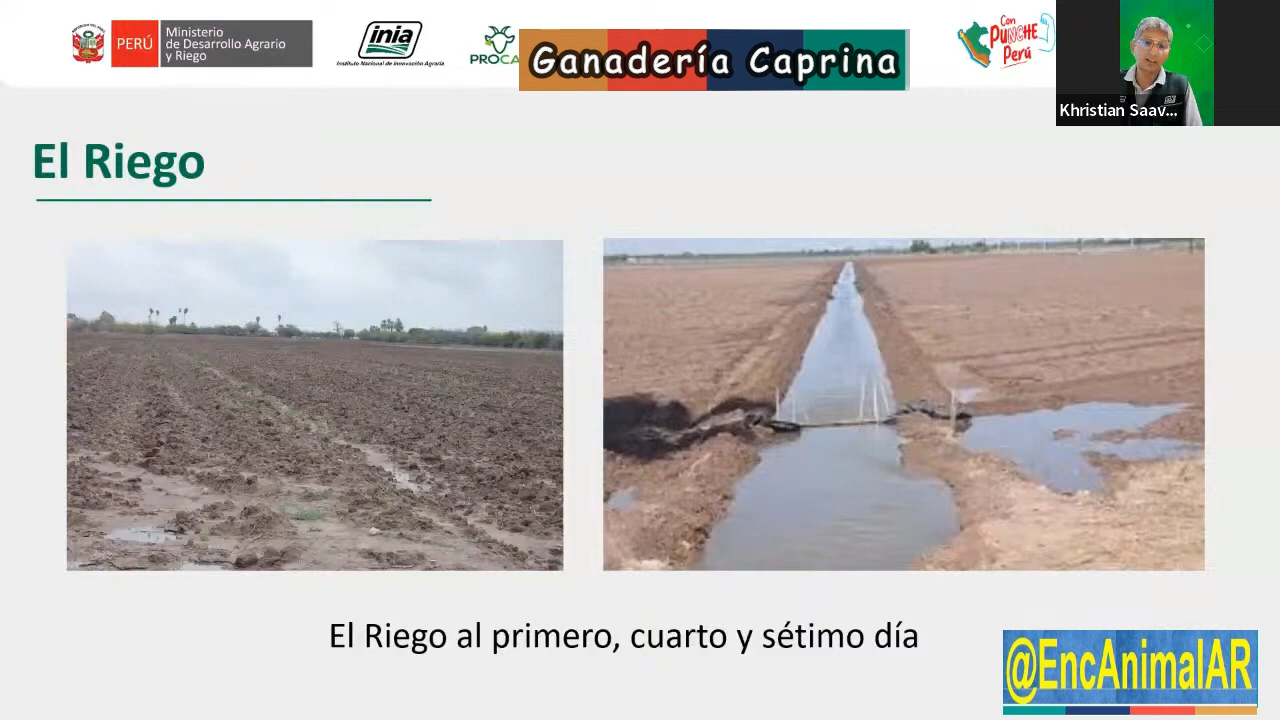 PERÚ
Ministerio
de Desarrollo Agrario
y Riego
inia
Instituto Nacional de Innovación Agraria
PROCA
Ganadería Caprina
Con
PUNCHE
Perú
Khristian Saav...
El Riego
El Riego al primero, cuarto y sétimo día
@EncAnimalAR